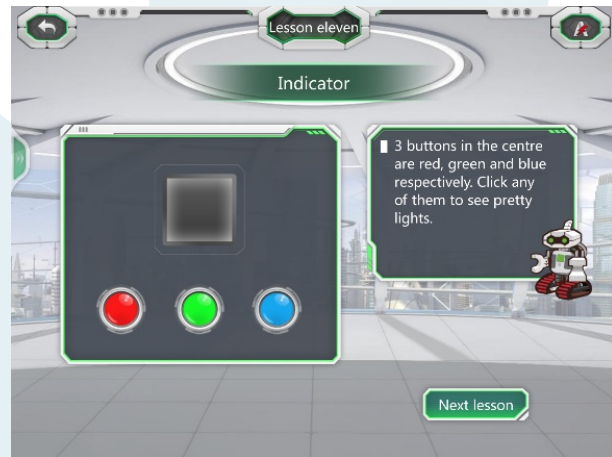 Lesson eleven
Indicator
3 buttons in the centre
are red, green and blue
respectively. Click any
of them to see pretty
lights.
Next lesson